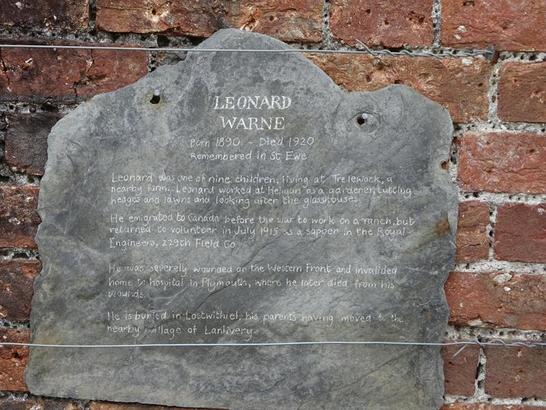 LEONARD
WARNE
Born 1890 - Died 1920
Remembered in St Ewe
Leonard was one of nine children, living at Trelewack, a
nearby farm. Leonard worked at Heligan as a gardener, cutting
hedges and lawns and looking after the glasshouses.
He emigrated to Canada before the war to work on a ranch, but
returned to volunteer in July 1915 as a sapper in the Royal
Engineers, 229th Field Co
He was severely wounded on the Western Front and invalided
home to hospital in Plymouth, where he later died from his
wounds.
He is buried in Lostwithiel, his parents having moved to the
nearby village of Lanlivery.